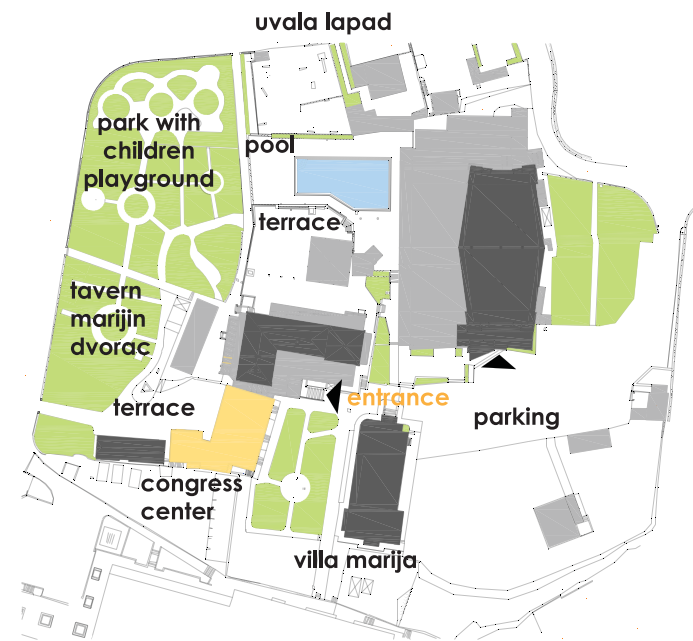 uvala lapad
park with
children
playground
pool
terrace
tavern
marijin
dvorac
terrace
entrance
parking
congress
center
villa marija